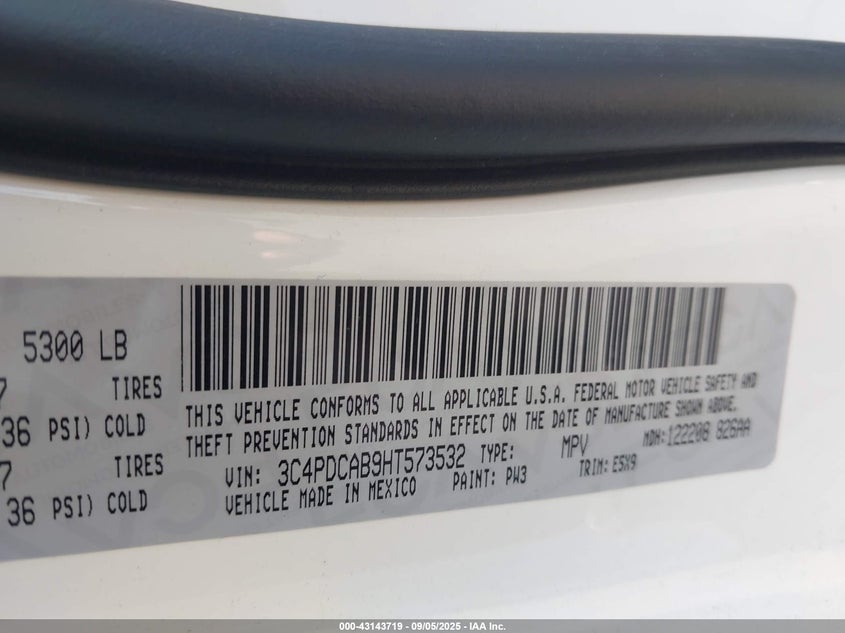 5300 LB
7 TIRES
36 PSI) COLD
7 TIRES
36 PSI) COLD
THIS VEHICLE CONFORMS TO ALL APPLICABLE U.S.A. FEDERAL MOTOR VEHICLE SAFETY AND
THEFT PREVENTION STANDARDS IN EFFECT ON THE DATE OF MANUFACTURE SHOWN ABOVE.
VIN: 3C4PDCAB9HT573532 TYPE: MPV MDH:122208 826AA
VEHICLE MADE IN MEXICO PAINT: PW3 TRIM: E5X9
000-43143719 - 09/05/2025 - IAA Inc.